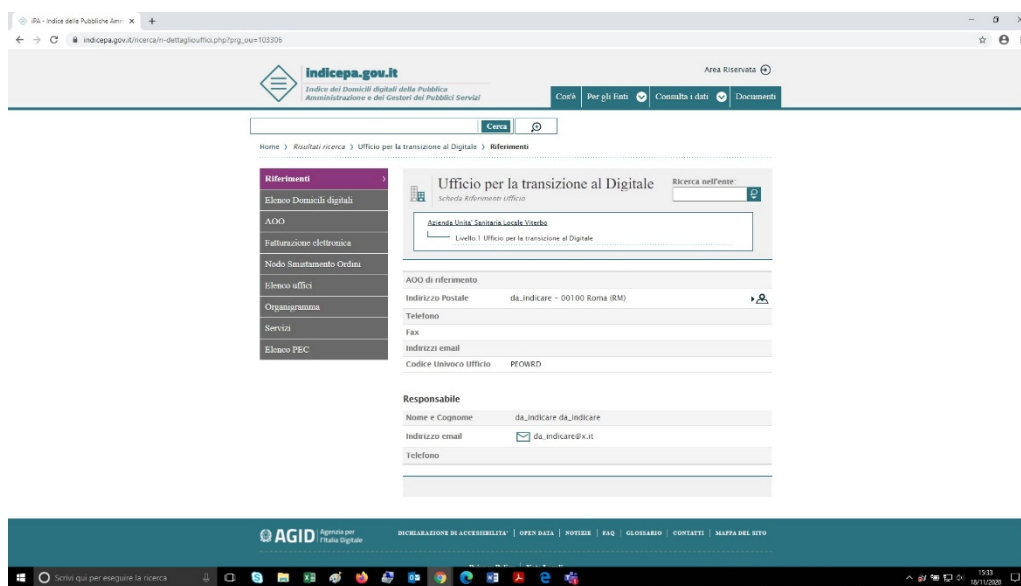 iPA - Indice delle Pubbliche Amm
indicepa.gov.it/ricerca/n-dettagliouffici.php?prg_ou=103306
indicepa.gov.it
Indice dei Domicili digitali della Pubblica
Amministrazione e dei Gestori dei Pubblici Servizi
Area Riservata
Cos'è
Per gli Enti
Consulta i dati
Documenti
Cerca
Home > Risultati ricerca > Ufficio per la transizione al Digitale > Riferimenti
Riferimenti
Elenco Domicili digitali
AOO
Fatturazione elettronica
Nodo Smistamento Ordini
Elenco uffici
Organigramma
Servizi
Elenco PEC
Ufficio per la transizione al Digitale
Scheda Riferimenti Ufficio
Ricerca nell'ente:
Azienda Unita' Sanitaria Locale Viterbo
Livello.1 Ufficio per la transizione al Digitale
AOO di riferimento
Indirizzo Postale da_indicare - 00100 Roma (RM)
Telefono
Fax
Indirizzi email
Codice Univoco Ufficio PEOWRD
Responsabile
Nome e Cognome da_indicare da_indicare
Indirizzo email da_indicare@x.it
Telefono
AGID Agenzia per
l'Italia Digitale
DICHIARAZIONE DI ACCESSIBILITA' | OPEN DATA | NOTIZIE | FAQ | GLOSSARIO | CONTATTI | MAPPA DEL SITO
Scrivi qui per eseguire la ricerca
15:33
18/11/2020